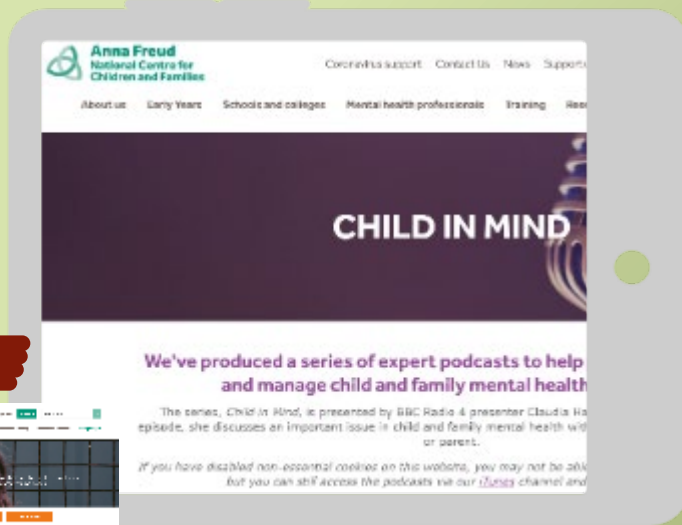 Anna Freud
National Centre for
Children and Families
Coronavirus support Contact Us News Support
About us Early Years Schools and colleges Mental health professionals Training
CHILD IN MIND
We've produced a series of expert podcasts to help
and manage child and family mental health
The series, Child in Mind, is presented by BBC Radio 4 presenter Claudia Ha
episode, she discusses an important issue in child and family mental health wit
or parent.
If you have disabled non-essential cookies on this website, you may not be abl
but you can still access the podcasts via our iTunes channel and